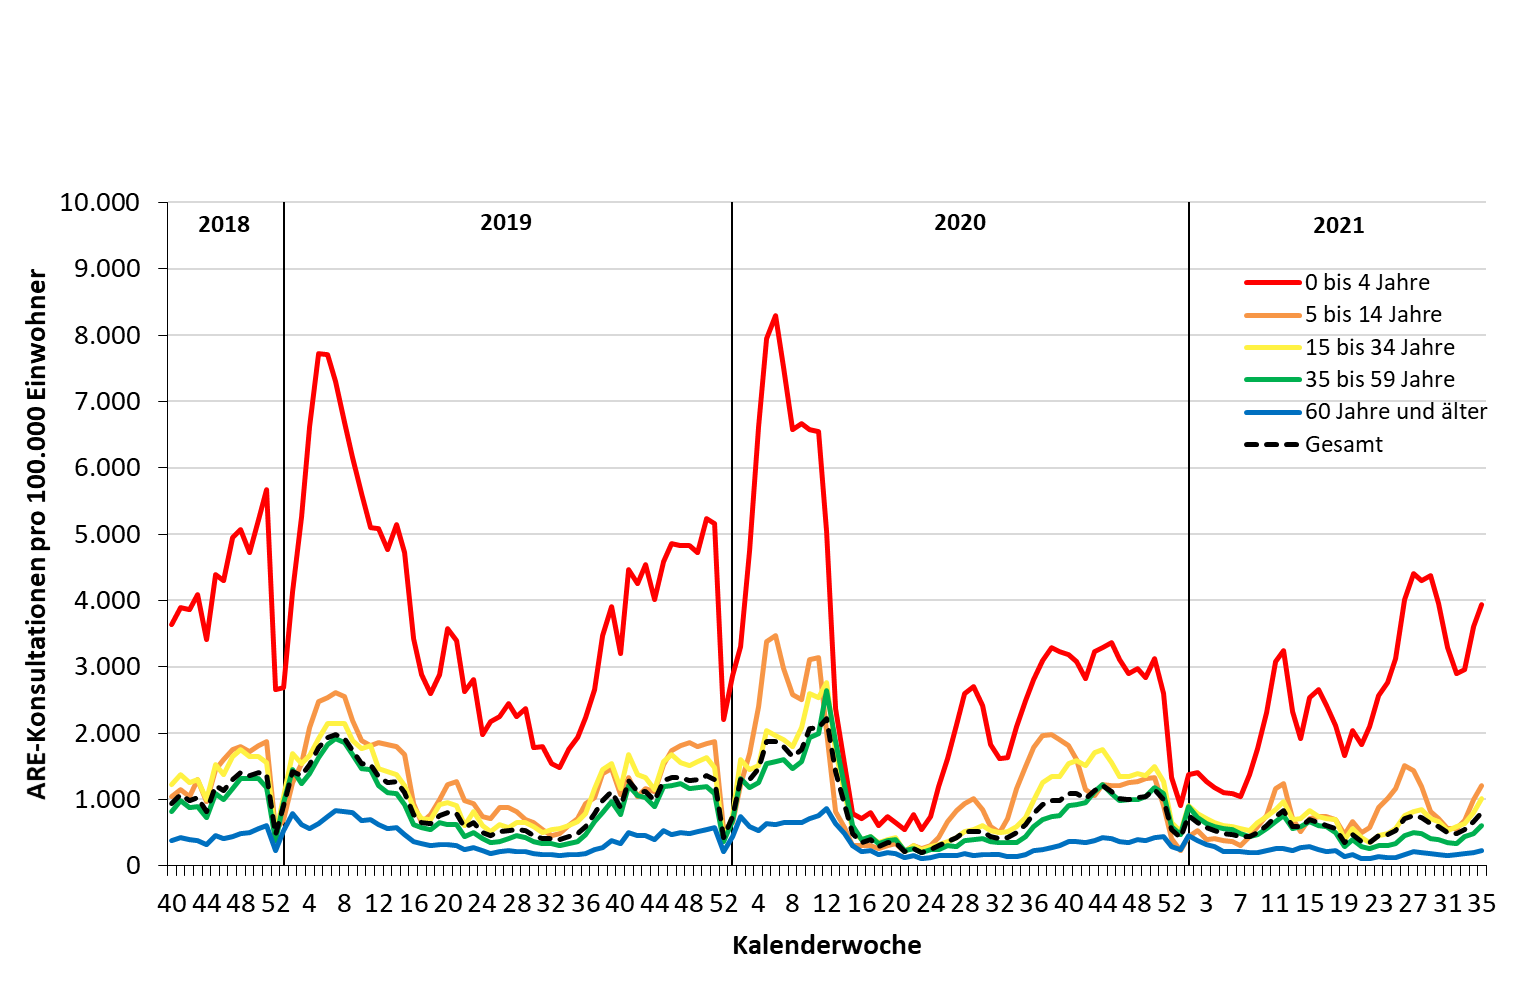 10.000
9.000
8.000
7.000
6.000
5.000
4.000
3.000
2.000
1.000
0
ARE-Konsultationen pro 100.000 Einwohner
2018 2019 2020 2021
0 bis 4 Jahre
5 bis 14 Jahre
15 bis 34 Jahre
35 bis 59 Jahre
60 Jahre und älter
Gesamt
40 44 48 52 4 8 12 16 20 24 28 32 36 40 44 48 52 4 8 12 16 20 24 28 32 36 40 44 48 52 3 7 11 15 19 23 27 31 35
Kalenderwoche